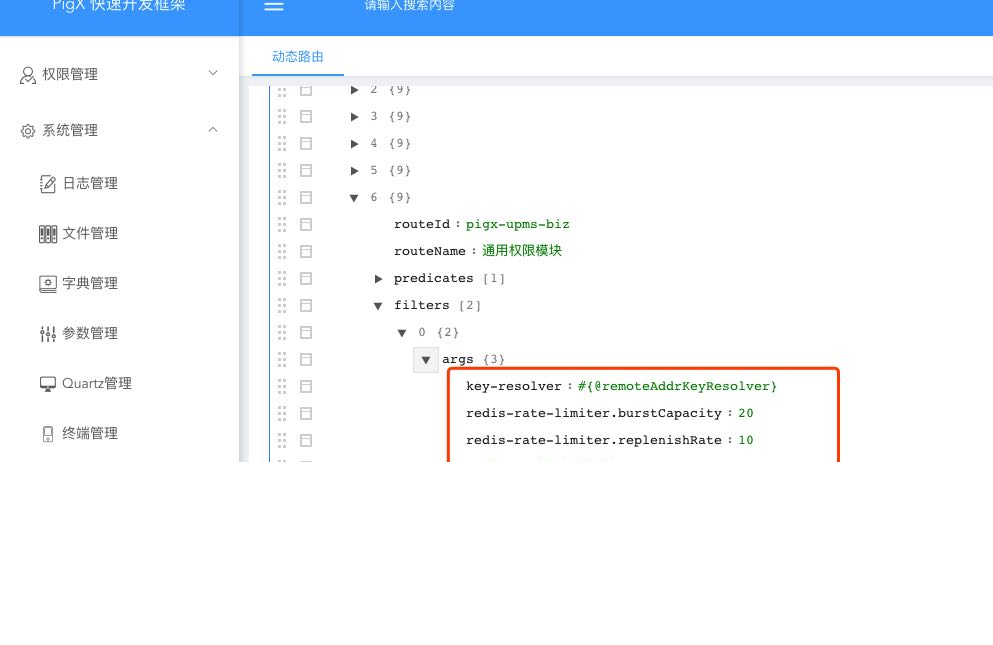 PigX 快速开发框架
请输入搜索内容
动态路由
权限管理
系统管理
日志管理
文件管理
字典管理
参数管理
Quartz管理
终端管理
2 {9}
3 {9}
4 {9}
5 {9}
6 {9}
routeId : pigx-upms-biz
routeName : 通用权限模块
predicates [1]
filters [2]
0 {2}
args {3}
key-resolver : #{@remoteAddrKeyResolver}
redis-rate-limiter.burstCapacity : 20
redis-rate-limiter.replenishRate : 10